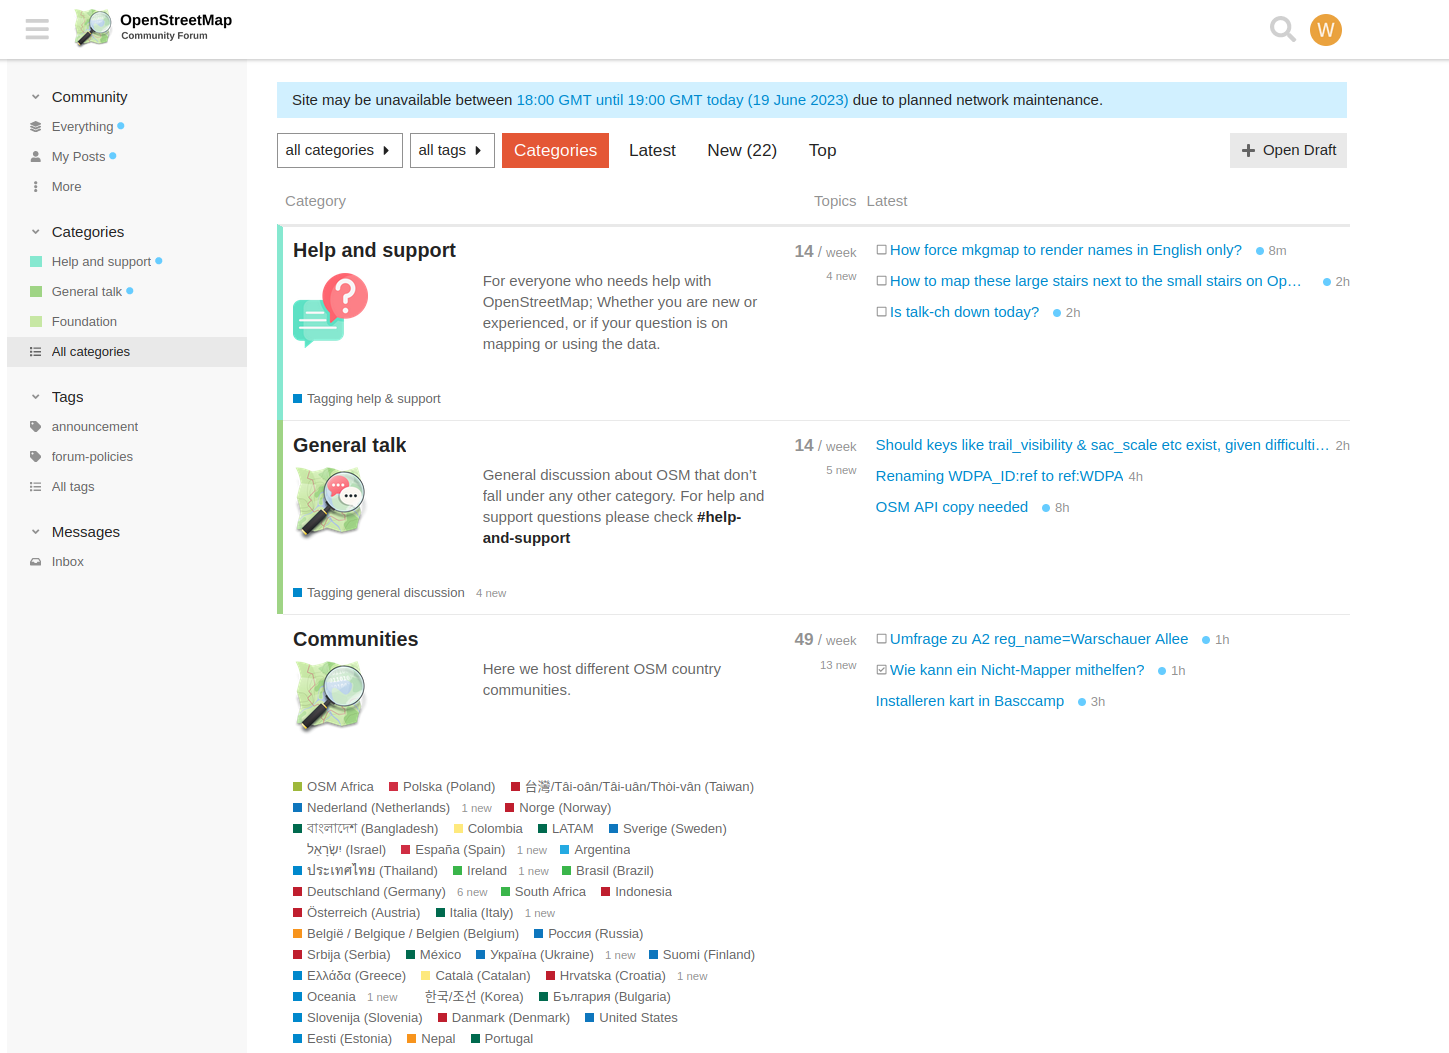 OpenStreetMap
Community Forum
W
Community
Everything
My Posts
More
Categories
Help and support
General talk
Foundation
All categories
Tags
announcement
forum-policies
All tags
Messages
Inbox
Site may be unavailable between 18:00 GMT until 19:00 GMT today (19 June 2023) due to planned network maintenance.
all categories all tags Categories Latest New (22) Top Open Draft
Category Topics Latest
Help and support
For everyone who needs help with
OpenStreetMap; Whether you are new or
experienced, or if your question is on
mapping or using the data.
Tagging help & support
14 / week
4 new
How force mkgmap to render names in English only? 8m
How to map these large stairs next to the small stairs on Op… 2h
Is talk-ch down today? 2h
General talk
General discussion about OSM that don’t
fall under any other category. For help and
support questions please check #help-
and-support
Tagging general discussion 4 new
14 / week
5 new
Should keys like trail_visibility & sac_scale etc exist, given difficulti… 2h
Renaming WDPA_ID:ref to ref:WDPA 4h
OSM API copy needed 8h
Communities
Here we host different OSM country
communities.
49 / week
13 new
Umfrage zu A2 reg_name=Warschauer Allee 1h
Wie kann ein Nicht-Mapper mithelfen? 1h
Installeren kart in Basccamp 3h
OSM Africa Polska (Poland) 台灣/Tâi-oân/Tâi-uân/Thòi-vân (Taiwan)
Nederland (Netherlands) 1 new Norge (Norway)
বাংলাদেশ (Bangladesh) Colombia LATAM Sverige (Sweden)
יִשְׂרָאֵל (Israel) España (Spain) 1 new Argentina
ประเทศไทย (Thailand) Ireland 1 new Brasil (Brazil)
Deutschland (Germany) 6 new South Africa Indonesia
Österreich (Austria) Italia (Italy) 1 new
België / Belgique / Belgien (Belgium) Россия (Russia)
Srbija (Serbia) México Україна (Ukraine) 1 new Suomi (Finland)
Ελλάδα (Greece) Català (Catalan) Hrvatska (Croatia) 1 new
Oceania 1 new 한국/조선 (Korea) България (Bulgaria)
Slovenija (Slovenia) Danmark (Denmark) United States
Eesti (Estonia) Nepal Portugal